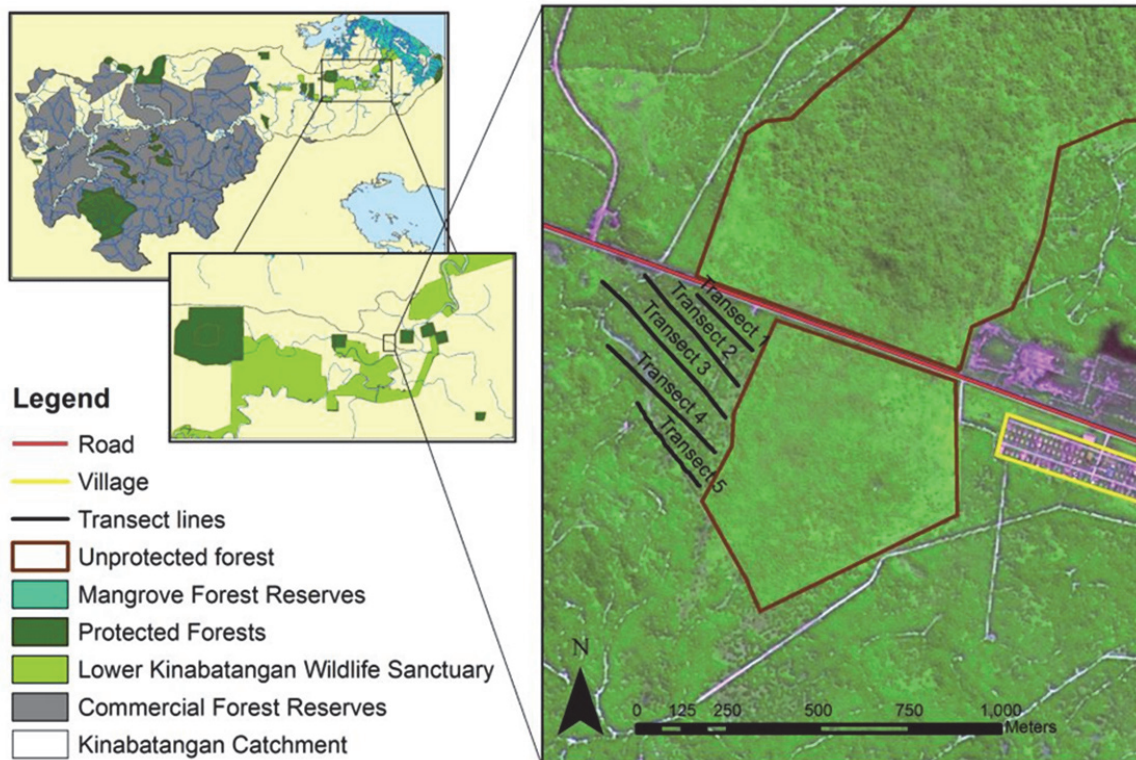 Legend
Road
Village
Transect lines
Unprotected forest
Mangrove Forest Reserves
Protected Forests
Lower Kinabatangan Wildlife Sanctuary
Commercial Forest Reserves
Kinabatangan Catchment
Transect 1
Transect 2
Transect 3
Transect 4
Transect 5
N
0 125 250 500 750 1,000
Meters